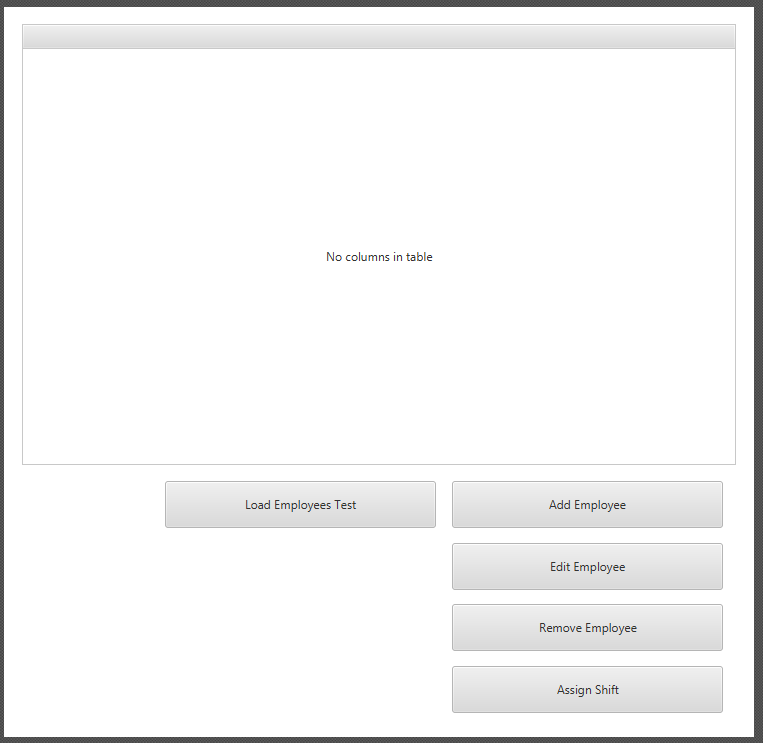 No columns in table
Load Employees Test
Add Employee
Edit Employee
Remove Employee
Assign Shift